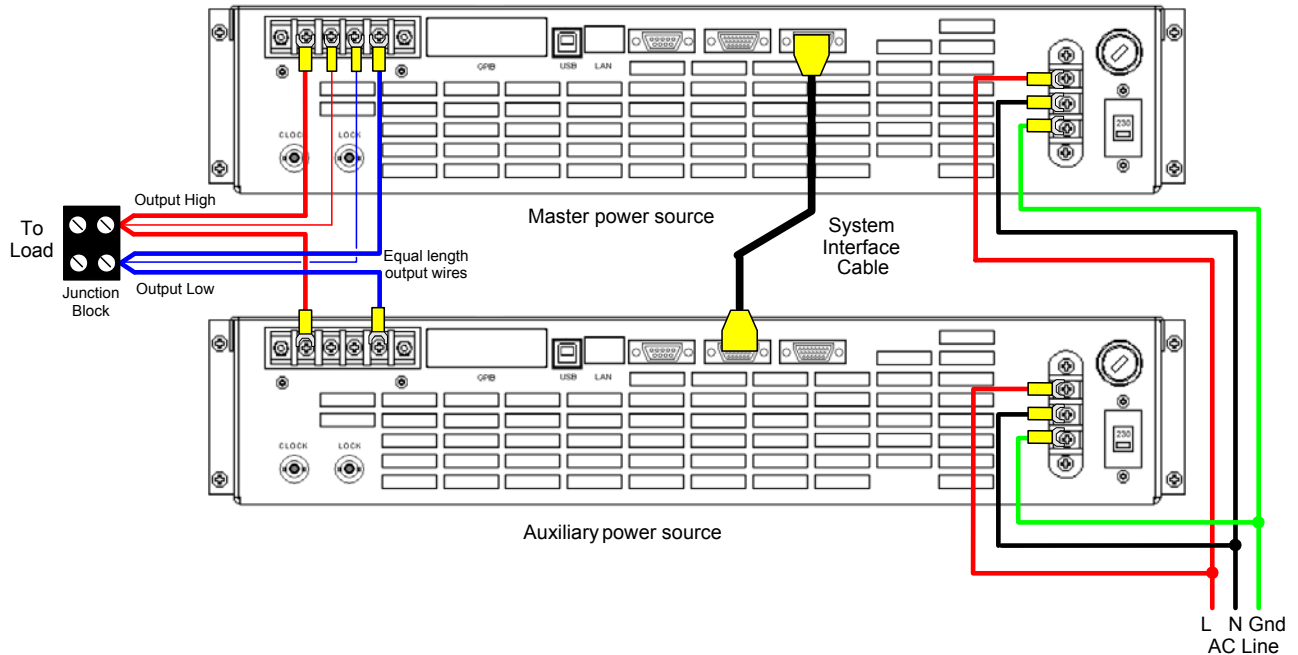 GPIB
USB
LAN
CLOCK
LOCK
230
Output High
To
Load
Master power source
System
Interface
Cable
Equal length
output wires
Junction
Block
Output Low
GPIB
USB
LAN
CLOCK
LOCK
230
Auxiliary power source
L N Gnd
AC Line